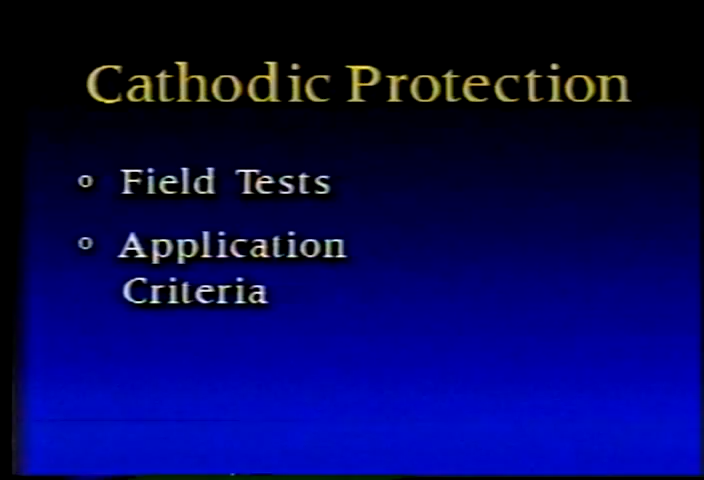 Cathodic Protection
o Field Tests
o Application
Criteria